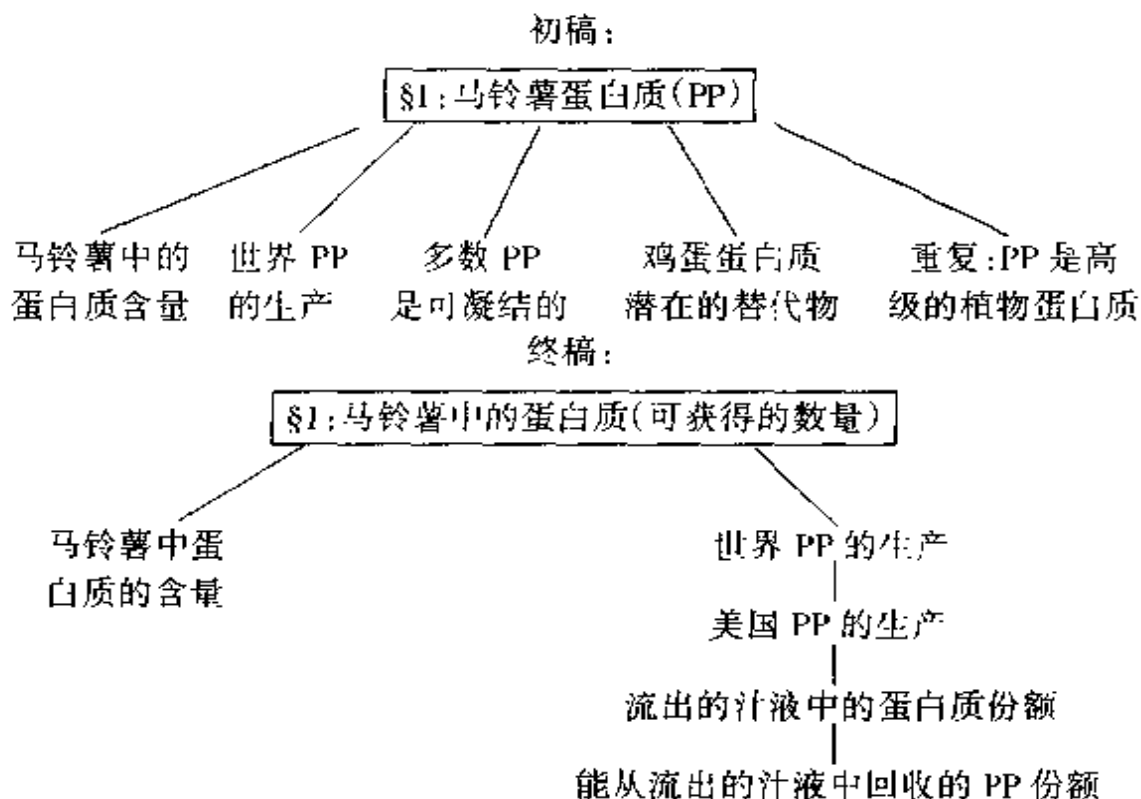 初稿:
§1:马铃薯蛋白质(PP)
马铃薯中的 世界 PP 多数 PP 鸡蛋蛋白质 重复:PP 是高
蛋白质含量 的生产 是可凝结的 潜在的替代物 级的植物蛋白质
终稿:
§1:马铃薯中的蛋白质(可获得的数量)
马铃薯中蛋 世界 PP 的生产
白质的含量
美国 PP 的生产
流出的汁液中的蛋白质份额
能从流出的汁液中回收的 PP 份额